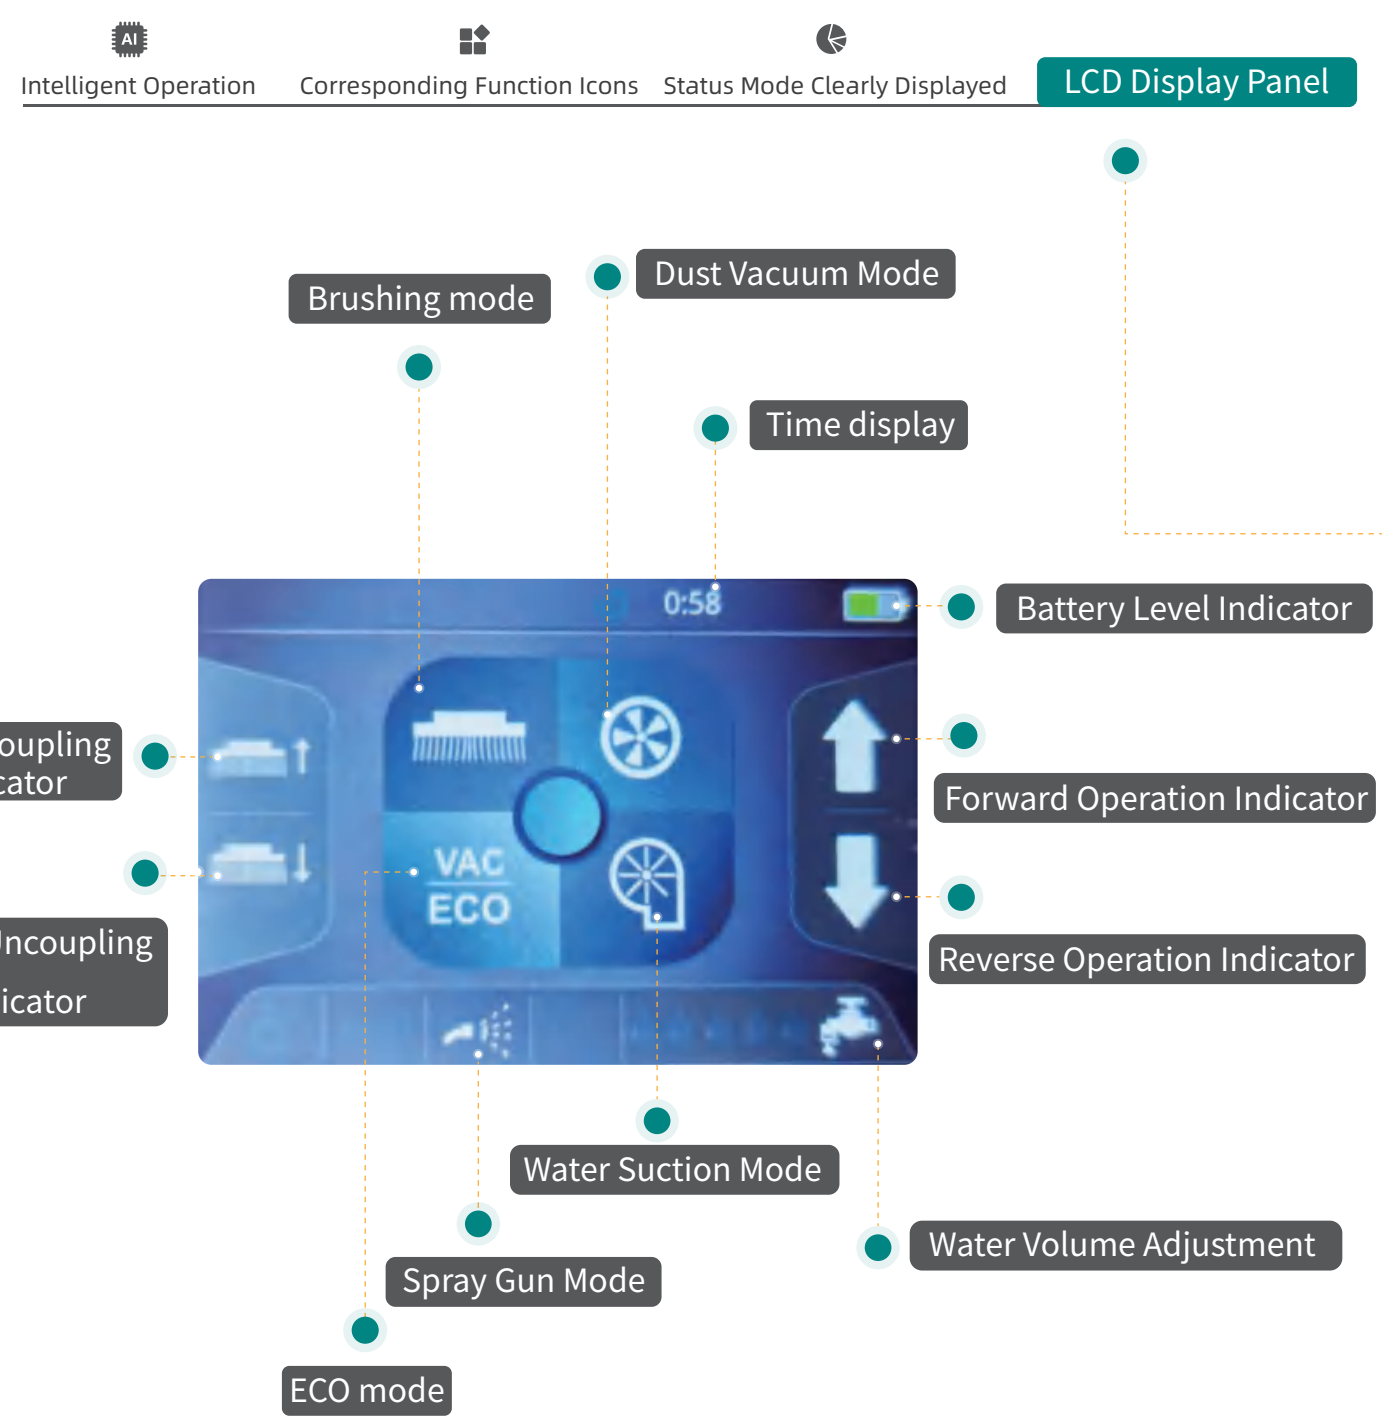 AI
Intelligent Operation
Corresponding Function Icons
Status Mode Clearly Displayed
LCD Display Panel
Dust Vacuum Mode
Brushing mode
Time display
0:58
Battery Level Indicator
oupling
cator
Forward Operation Indicator
VAC
ECO
Uncoupling
icator
Reverse Operation Indicator
Water Suction Mode
Water Volume Adjustment
Spray Gun Mode
ECO mode